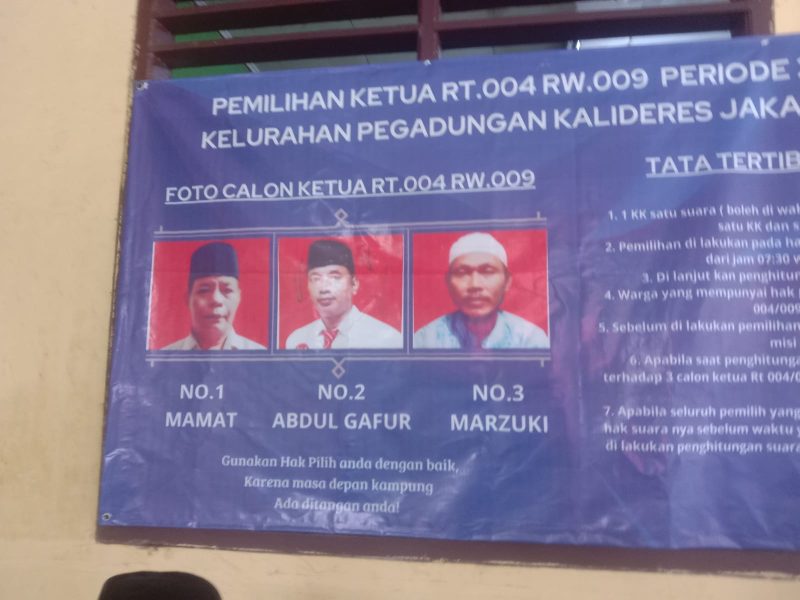 PEMILIHAN KETUA RT.004 RW.009 PERIODE
KELURAHAN PEGADUNGAN KALIDERES JAKA
FOTO CALON KETUA RT.004 RW.009
NO.1
MAMAT
NO.2
ABDUL GAFUR
NO.3
MARZUKI
Gunakan Hak Pilih anda dengan baik,
Karena masa depan kampung
Ada ditangan anda!
TATA TERTIB
1. 1 KK satu suara ( boleh di wa
satu KK dan s
2. Pemilihan di lakukan pada ha
dari jam 07:30 w
3. Di lanjut kan penghitun
4. Warga yang mempunyai hak
004/009
5. Sebelum di lakukan pemilihan
misi
6. Apabila saat penghitunga
terhadap 3 calon ketua Rt 004/0
7. Apabila seluruh pemilih yang
hak suara nya sebelum waktu y
di lakukan penghitungan suara